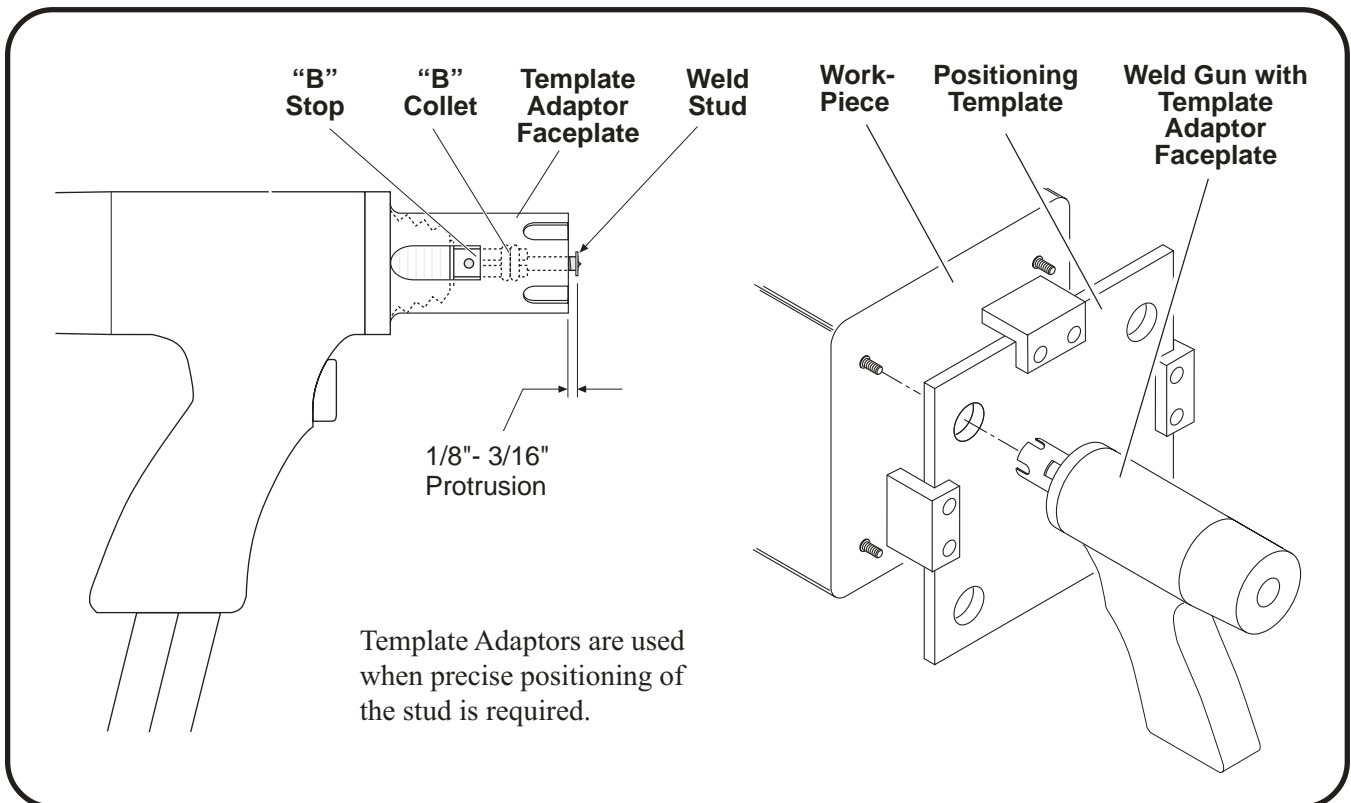 “B”
Stop
“B”
Collet
Template
Adaptor
Faceplate
Weld
Stud
Work-
Piece
Positioning
Template
Weld Gun with
Template
Adaptor
Faceplate
1/8"- 3/16"
Protrusion
Template Adaptors are used
when precise positioning of
the stud is required.